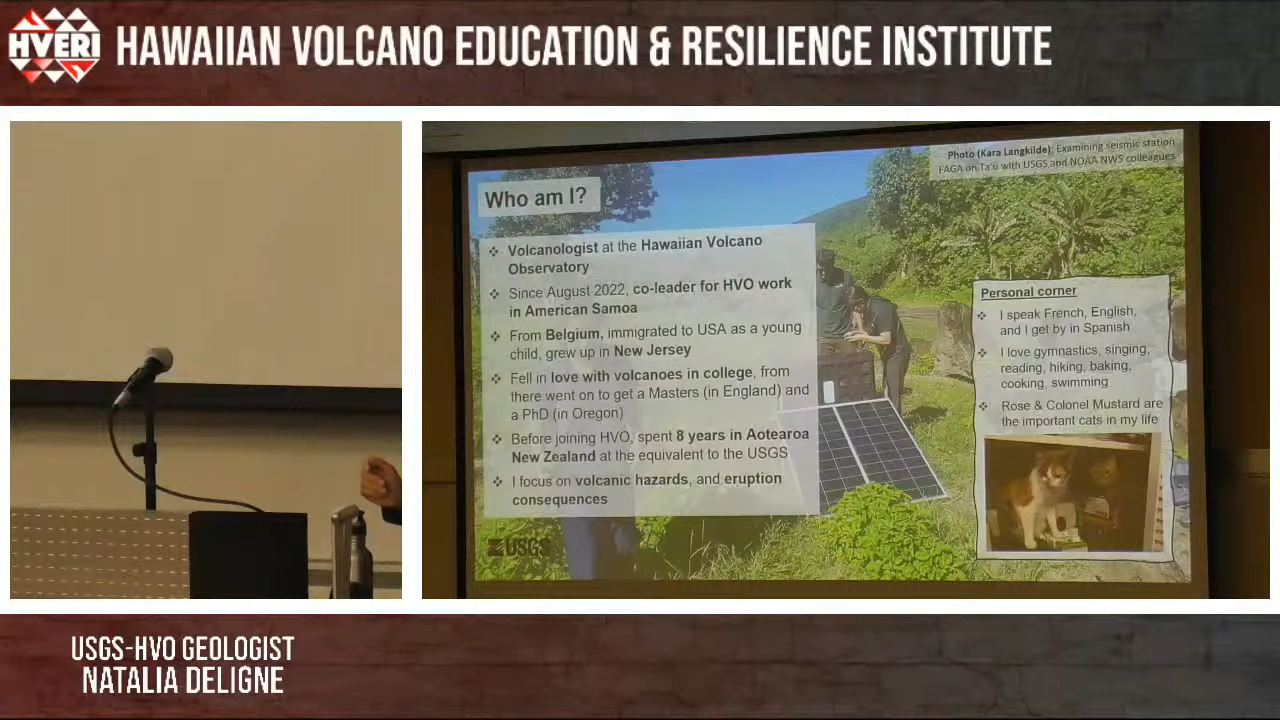 HVERI
HAWAIIAN VOLCANO EDUCATION & RESILIENCE INSTITUTE
Photo (Kara Langkilde): Examining seismic station
FAGA on Ta'ū with USGS and NOAA NWS colleagues
Who am I?
❖ Volcanologist at the Hawaiian Volcano
Observatory
❖ Since August 2022, co-leader for HVO work
in American Samoa
❖ From Belgium, immigrated to USA as a young
child, grew up in New Jersey
❖ Fell in love with volcanoes in college, from
there went on to get a Masters (in England) and
a PhD (in Oregon)
❖ Before joining HVO, spent 8 years in Aotearoa
New Zealand at the equivalent to the USGS
❖ I focus on volcanic hazards, and eruption
consequences
USGS
Personal corner
❖ I speak French, English,
and I get by in Spanish
❖ I love gymnastics, singing,
reading, hiking, baking,
cooking, swimming
❖ Rose & Colonel Mustard are
the important cats in my life
USGS-HVO GEOLOGIST
NATALIA DELIGNE